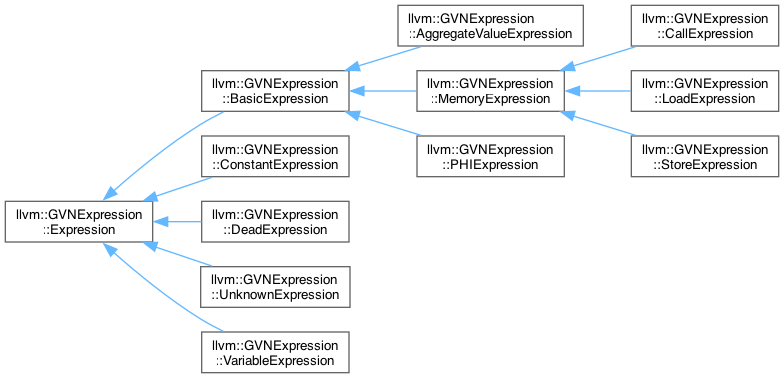 llvm::GVNExpression
::AggregateValueExpression
llvm::GVNExpression
::CallExpression
llvm::GVNExpression
::BasicExpression
llvm::GVNExpression
::MemoryExpression
llvm::GVNExpression
::LoadExpression
llvm::GVNExpression
::ConstantExpression
llvm::GVNExpression
::PHIExpression
llvm::GVNExpression
::StoreExpression
llvm::GVNExpression
::Expression
llvm::GVNExpression
::DeadExpression
llvm::GVNExpression
::UnknownExpression
llvm::GVNExpression
::VariableExpression